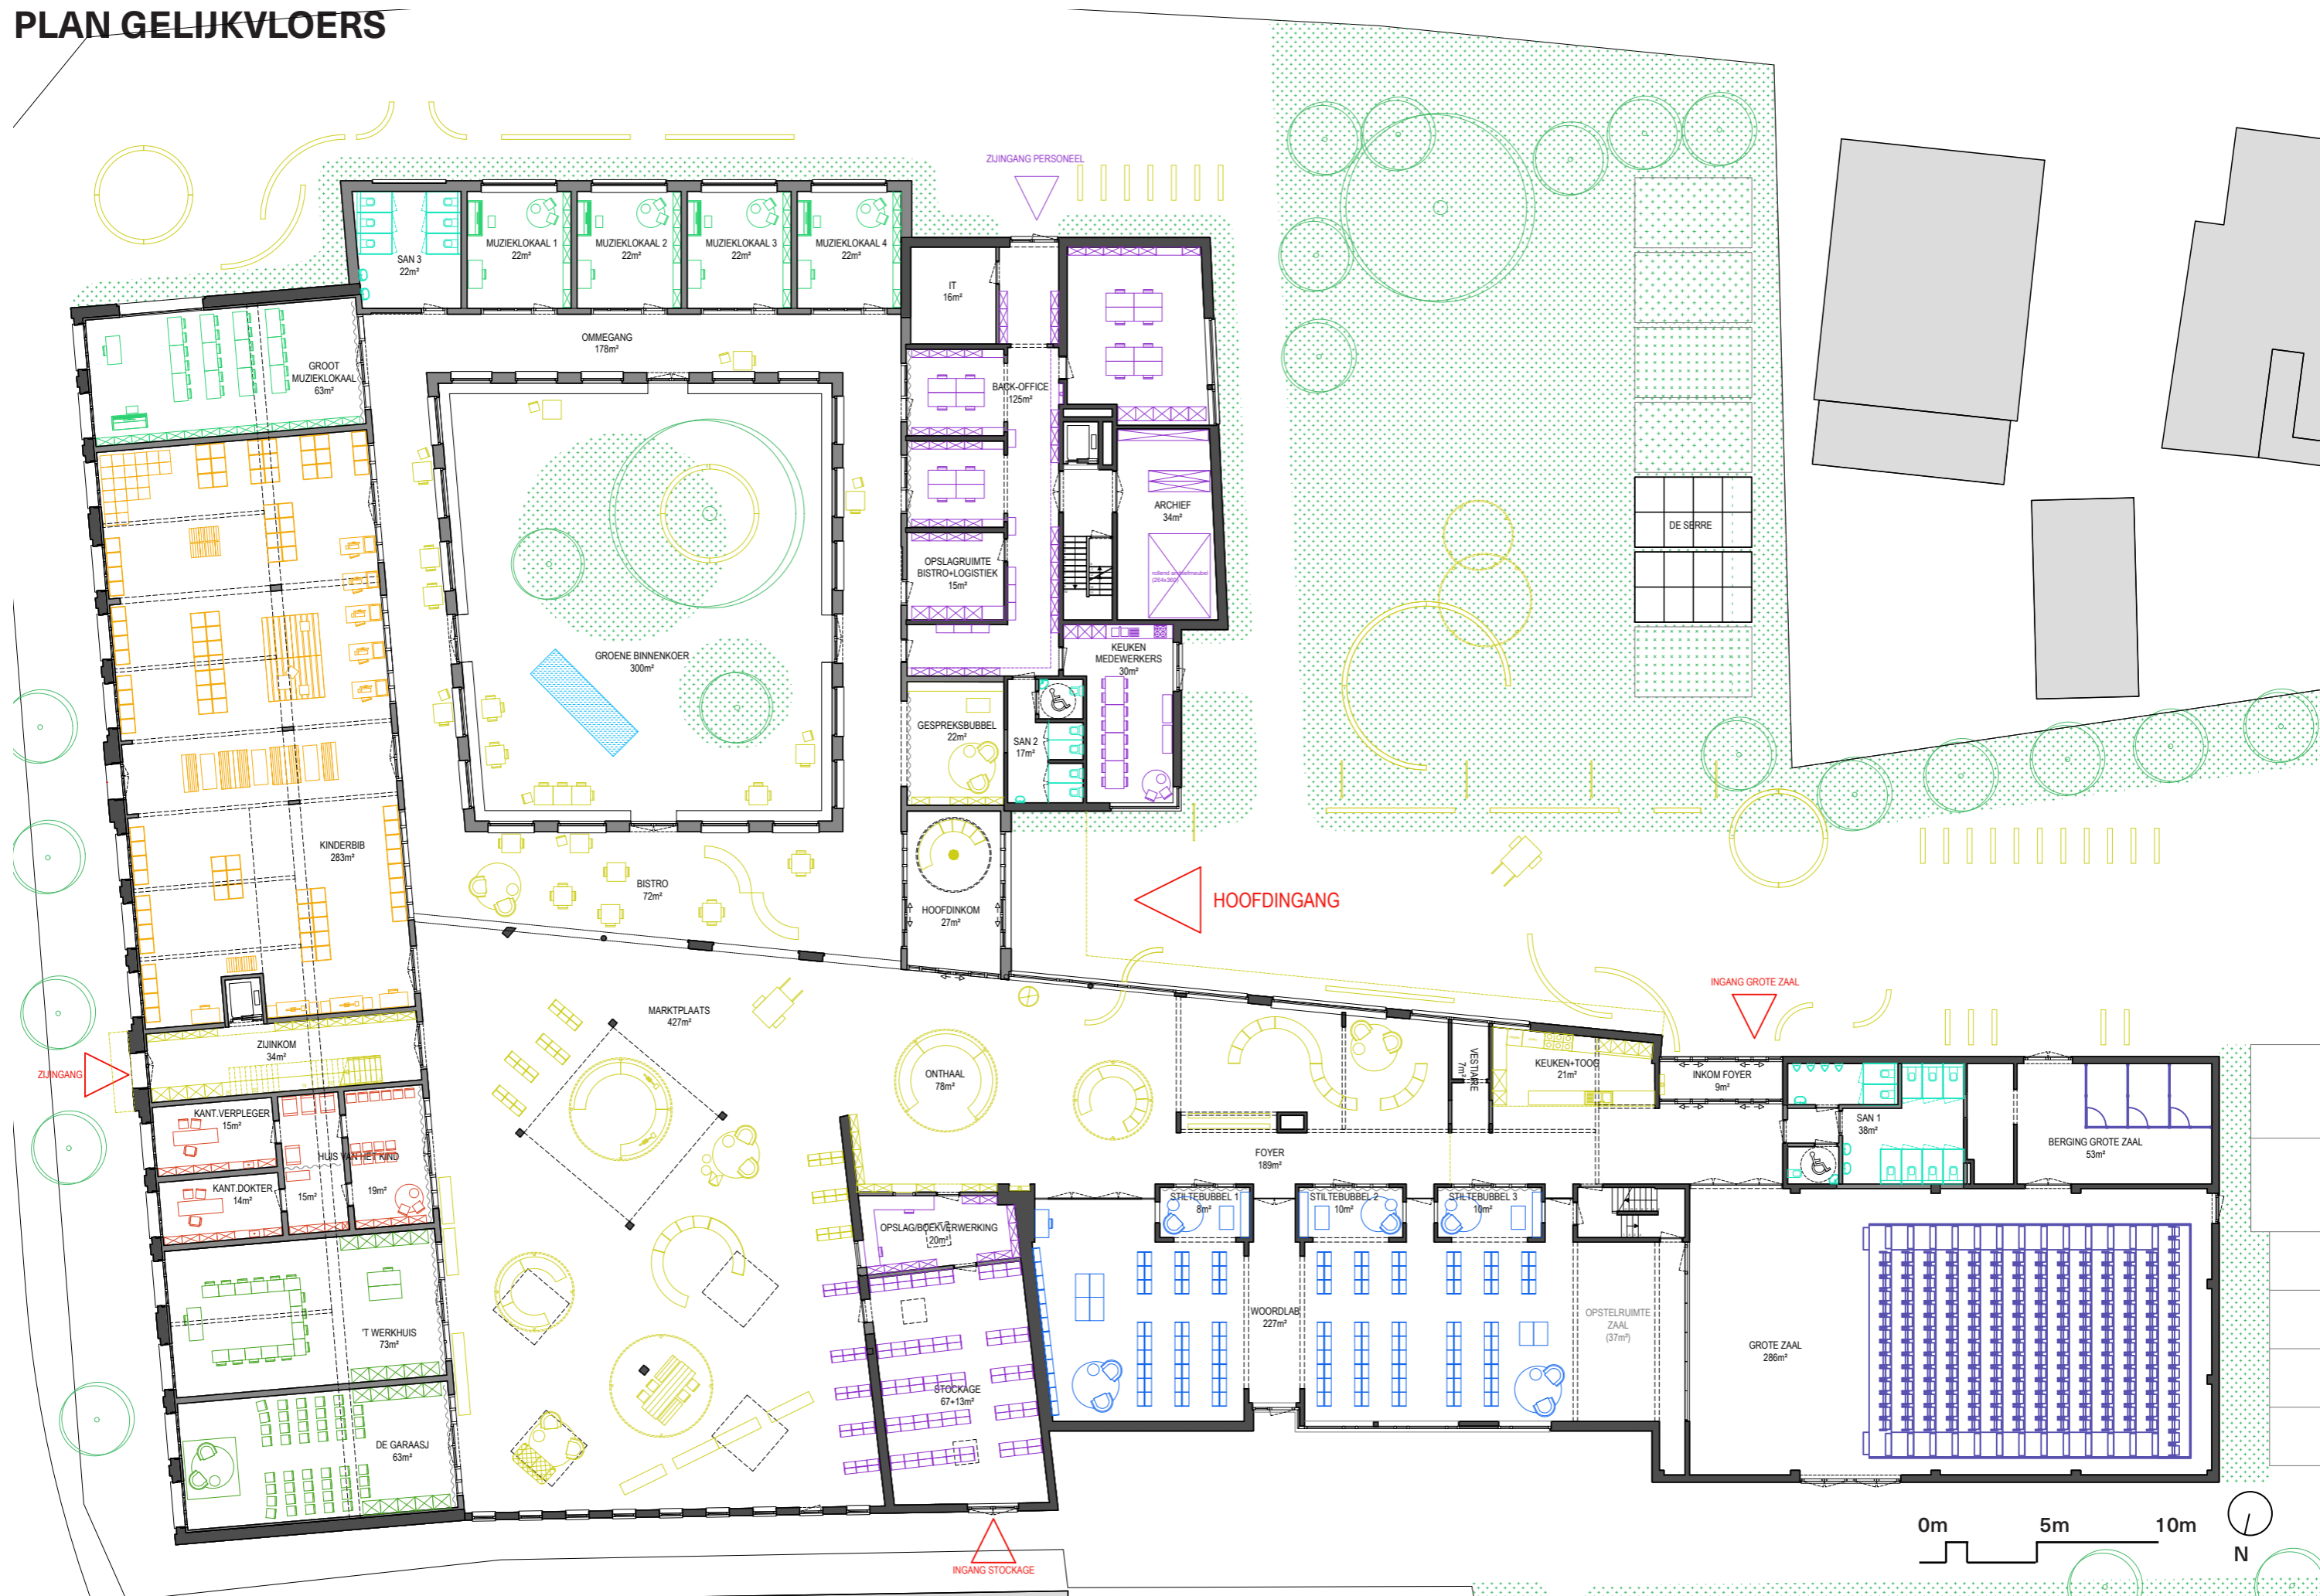 PLAN GELIJKVLOERS
ZIJINGANG PERSONEEL
SAN 3
22m²
MUZIEKLOKAAL 1
22m²
MUZIEKLOKAAL 2
22m²
MUZIEKLOKAAL 3
22m²
MUZIEKLOKAAL 4
22m²
IT
16m²
OMMEGANG
178m²
GROOT
MUZIEKLOKAAL
63m²
BACK-OFFICE
125m²
ARCHIEF
34m²
DE SERRE
OPSLAGRUIMTE
BISTRO+LOGISTIEK
15m²
rollend archiefmeubel
(264x360)
GROENE BINNENKOER
300m²
KEUKEN
MEDEWERKERS
30m²
GESPREKSBUBBEL
22m²
SAN 2
17m²
KINDERBIB
283m²
BISTRO
72m²
HOOFDINKOM
27m²
HOOFDINGANG
INGANG GROTE ZAAL
MARKTPLAATS
427m²
ZIJINKOM
34m²
ZIJINGANG
ONTHAAL
78m²
VESTIAIRE
7m²
KEUKEN+TOOG
21m²
INKOM FOYER
9m²
SAN 1
38m²
BERGING GROTE ZAAL
53m²
KANT.VERPLEGER
15m²
HUIS VAN HET KIND
KANT.DOKTER
14m²
15m²
19m²
FOYER
189m²
STILTEBUBBEL 1
8m²
STILTEBUBBEL 2
10m²
STILTEBUBBEL 3
10m²
OPSLAG/BOEKVERWERKING
20m²
WOORDLAB
227m²
OPSTELRUIMTE
ZAAL
(37m²)
GROTE ZAAL
286m²
'T WERKHUIS
73m²
STOCKAGE
67+13m²
DE GARAASJ
63m²
INGANG STOCKAGE
0m
5m
10m
N